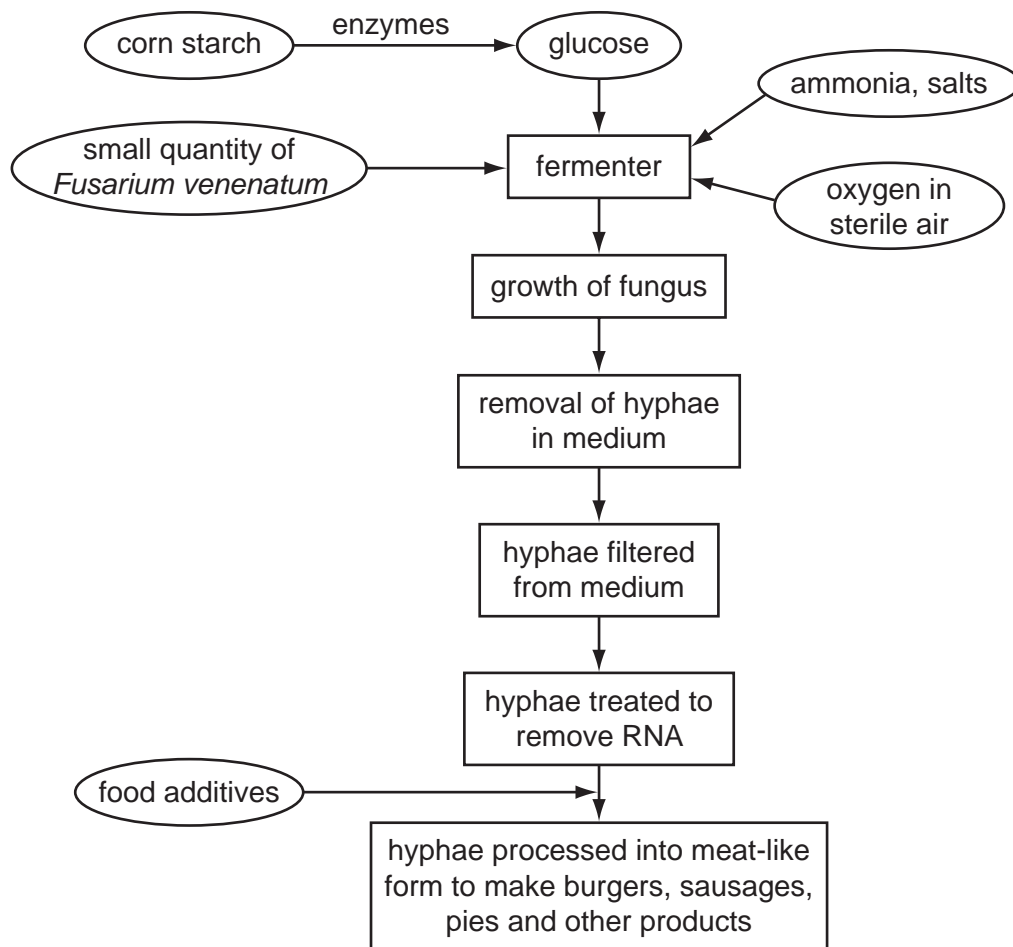 corn starch
enzymes
glucose
ammonia, salts
small quantity of
Fusarium venenatum
fermenter
oxygen in
sterile air
growth of fungus
removal of hyphae
in medium
hyphae filtered
from medium
hyphae treated to
remove RNA
food additives
hyphae processed into meat-like
form to make burgers, sausages,
pies and other products